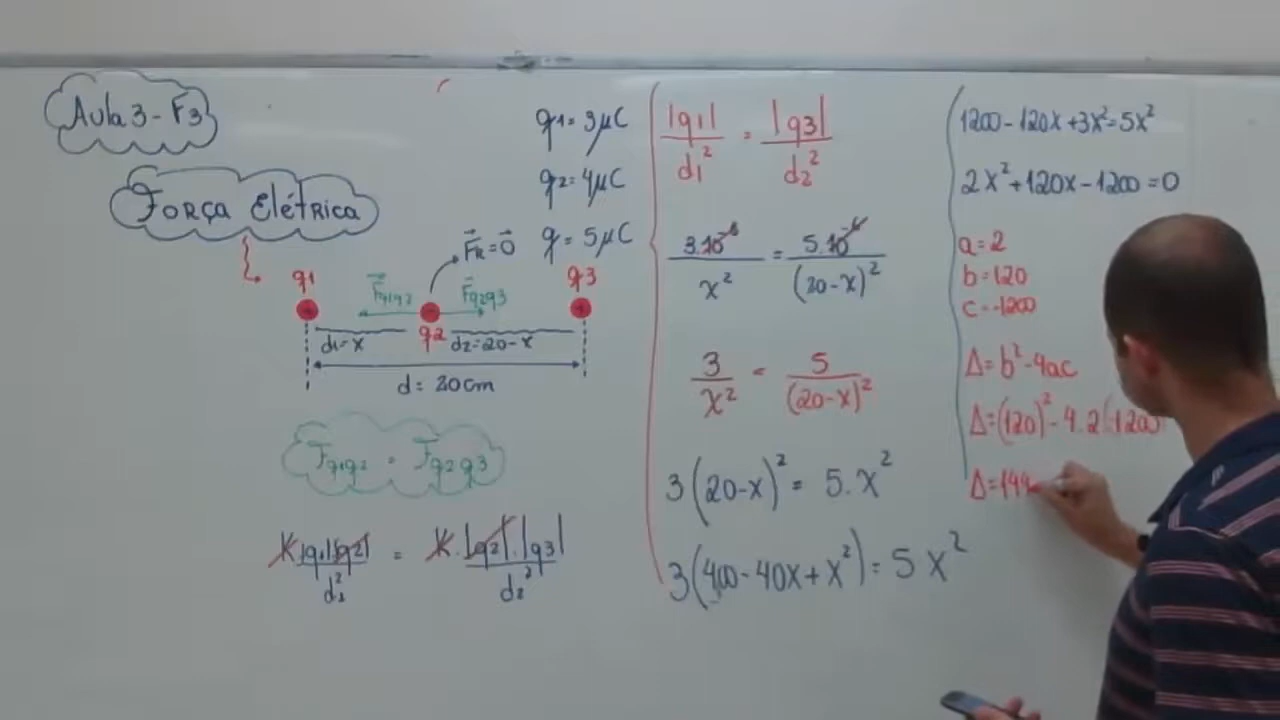 Aula 3 - F3
Força Elétrica
q1 = 3μC
q2 = 4μC
q = 5μC
F⃗R = 0⃗
q1
q3
F⃗q1q2
F⃗q2q3
d1=x
q2
d2=20-x
d = 20cm
Fq1q2 = Fq2q3
K|q1||q2|/d1² = K.|q2|.|q3|/d2²
|q1|/d1² = |q3|/d2²
3.10⁻⁶/x² = 5.10⁻⁶/(20-x)²
3/x² = 5/(20-x)²
3(20-x)² = 5.x²
3(400-40x+x²) = 5x²
1200-120x+3x²=5x²
2x²+120x-1200=0
a=2
b=120
c=-1200
Δ=b²-4ac
Δ=(120)²-4.2(-1200
Δ=144